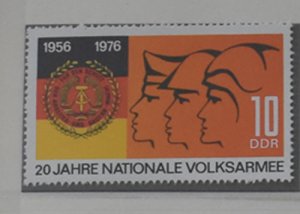 1956 1976
10
DDR
20 JAHRE NATIONALE VOLKSARMEE